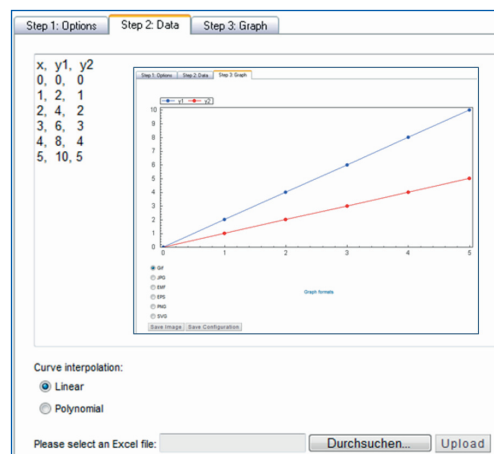 Step 1: Options Step 2: Data Step 3: Graph
x, y1, y2
0, 0, 0
1, 2, 1
2, 4, 2
3, 6, 3
4, 8, 4
5, 10, 5
Step 1: Options Step 2: Data Step 3: Graph
y1 y2
10
9
8
7
6
5
4
3
2
1
0
0 1 2 3 4 5
GIF
JPG
EMF
EPS
PNG
SVG
Graph formats
Save Image Save Configuration
Curve interpolation:
Linear
Polynomial
Please select an Excel file: Durchsuchen... Upload